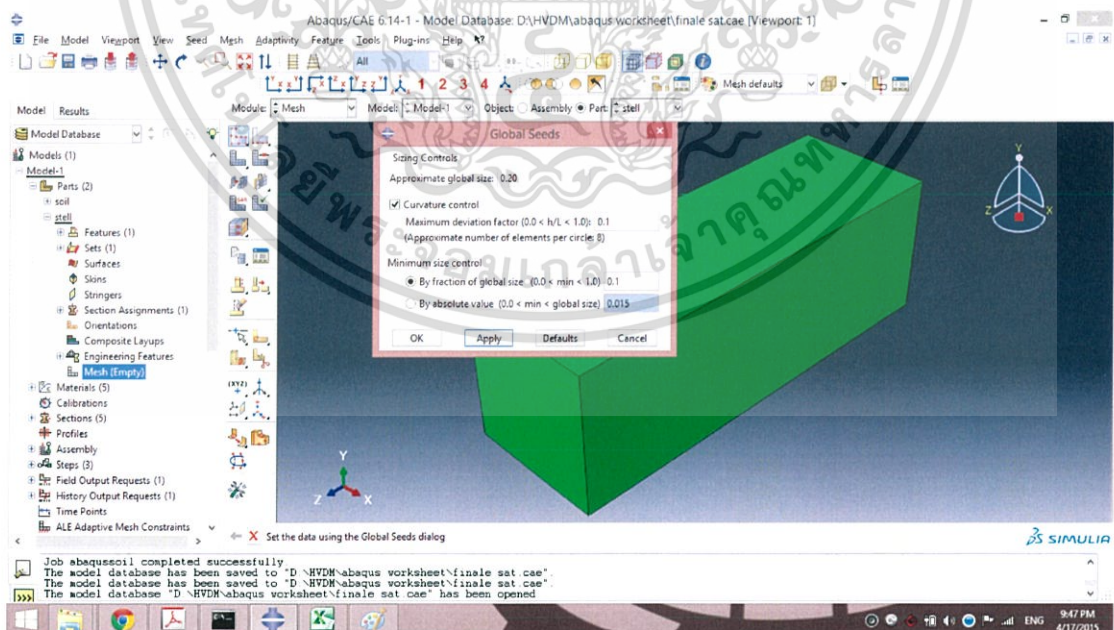 Abaqus/CAE 6.14-1 - Model Database: D:\HVDM\abaqus worksheet\finale sat.cae [Viewport: 1]
File Model Viewport View Seed Mesh Adaptivity Feature Tools Plug-ins Help
All
1 2 3 4
Mesh defaults
Model Results
Module: Mesh Model: Model-1 Object: Assembly Part: stell
Model Database
Models (1)
Model-1
Parts (2)
soil
stell
Features (1)
Sets (1)
Surfaces
Skins
Stringers
Section Assignments (1)
Orientations
Composite Layups
Engineering Features
Mesh (Empty)
Materials (5)
Calibrations
Sections (5)
Profiles
Assembly
Steps (3)
Field Output Requests (1)
History Output Requests (1)
Time Points
ALE Adaptive Mesh Constraints
Global Seeds
Sizing Controls
Approximate global size: 0.20
Curvature control
Maximum deviation factor (0.0 < h/L < 1.0): 0.1
(Approximate number of elements per circle: 8)
Minimum size control
By fraction of global size (0.0 < min < 1.0) 0.1
By absolute value (0.0 < min < global size) 0.015
OK Apply Defaults Cancel
(XYZ)
Y
Z X
Y
Z X
Set the data using the Global Seeds dialog
SIMULIA
Job abaqussoil completed successfully
The model database has been saved to "D:\HVDM\abaqus worksheet\finale sat.cae".
The model database has been saved to "D:\HVDM\abaqus worksheet\finale sat.cae".
The model database "D:\HVDM\abaqus worksheet\finale sat.cae" has been opened
ENG
9:47 PM
4/17/2015